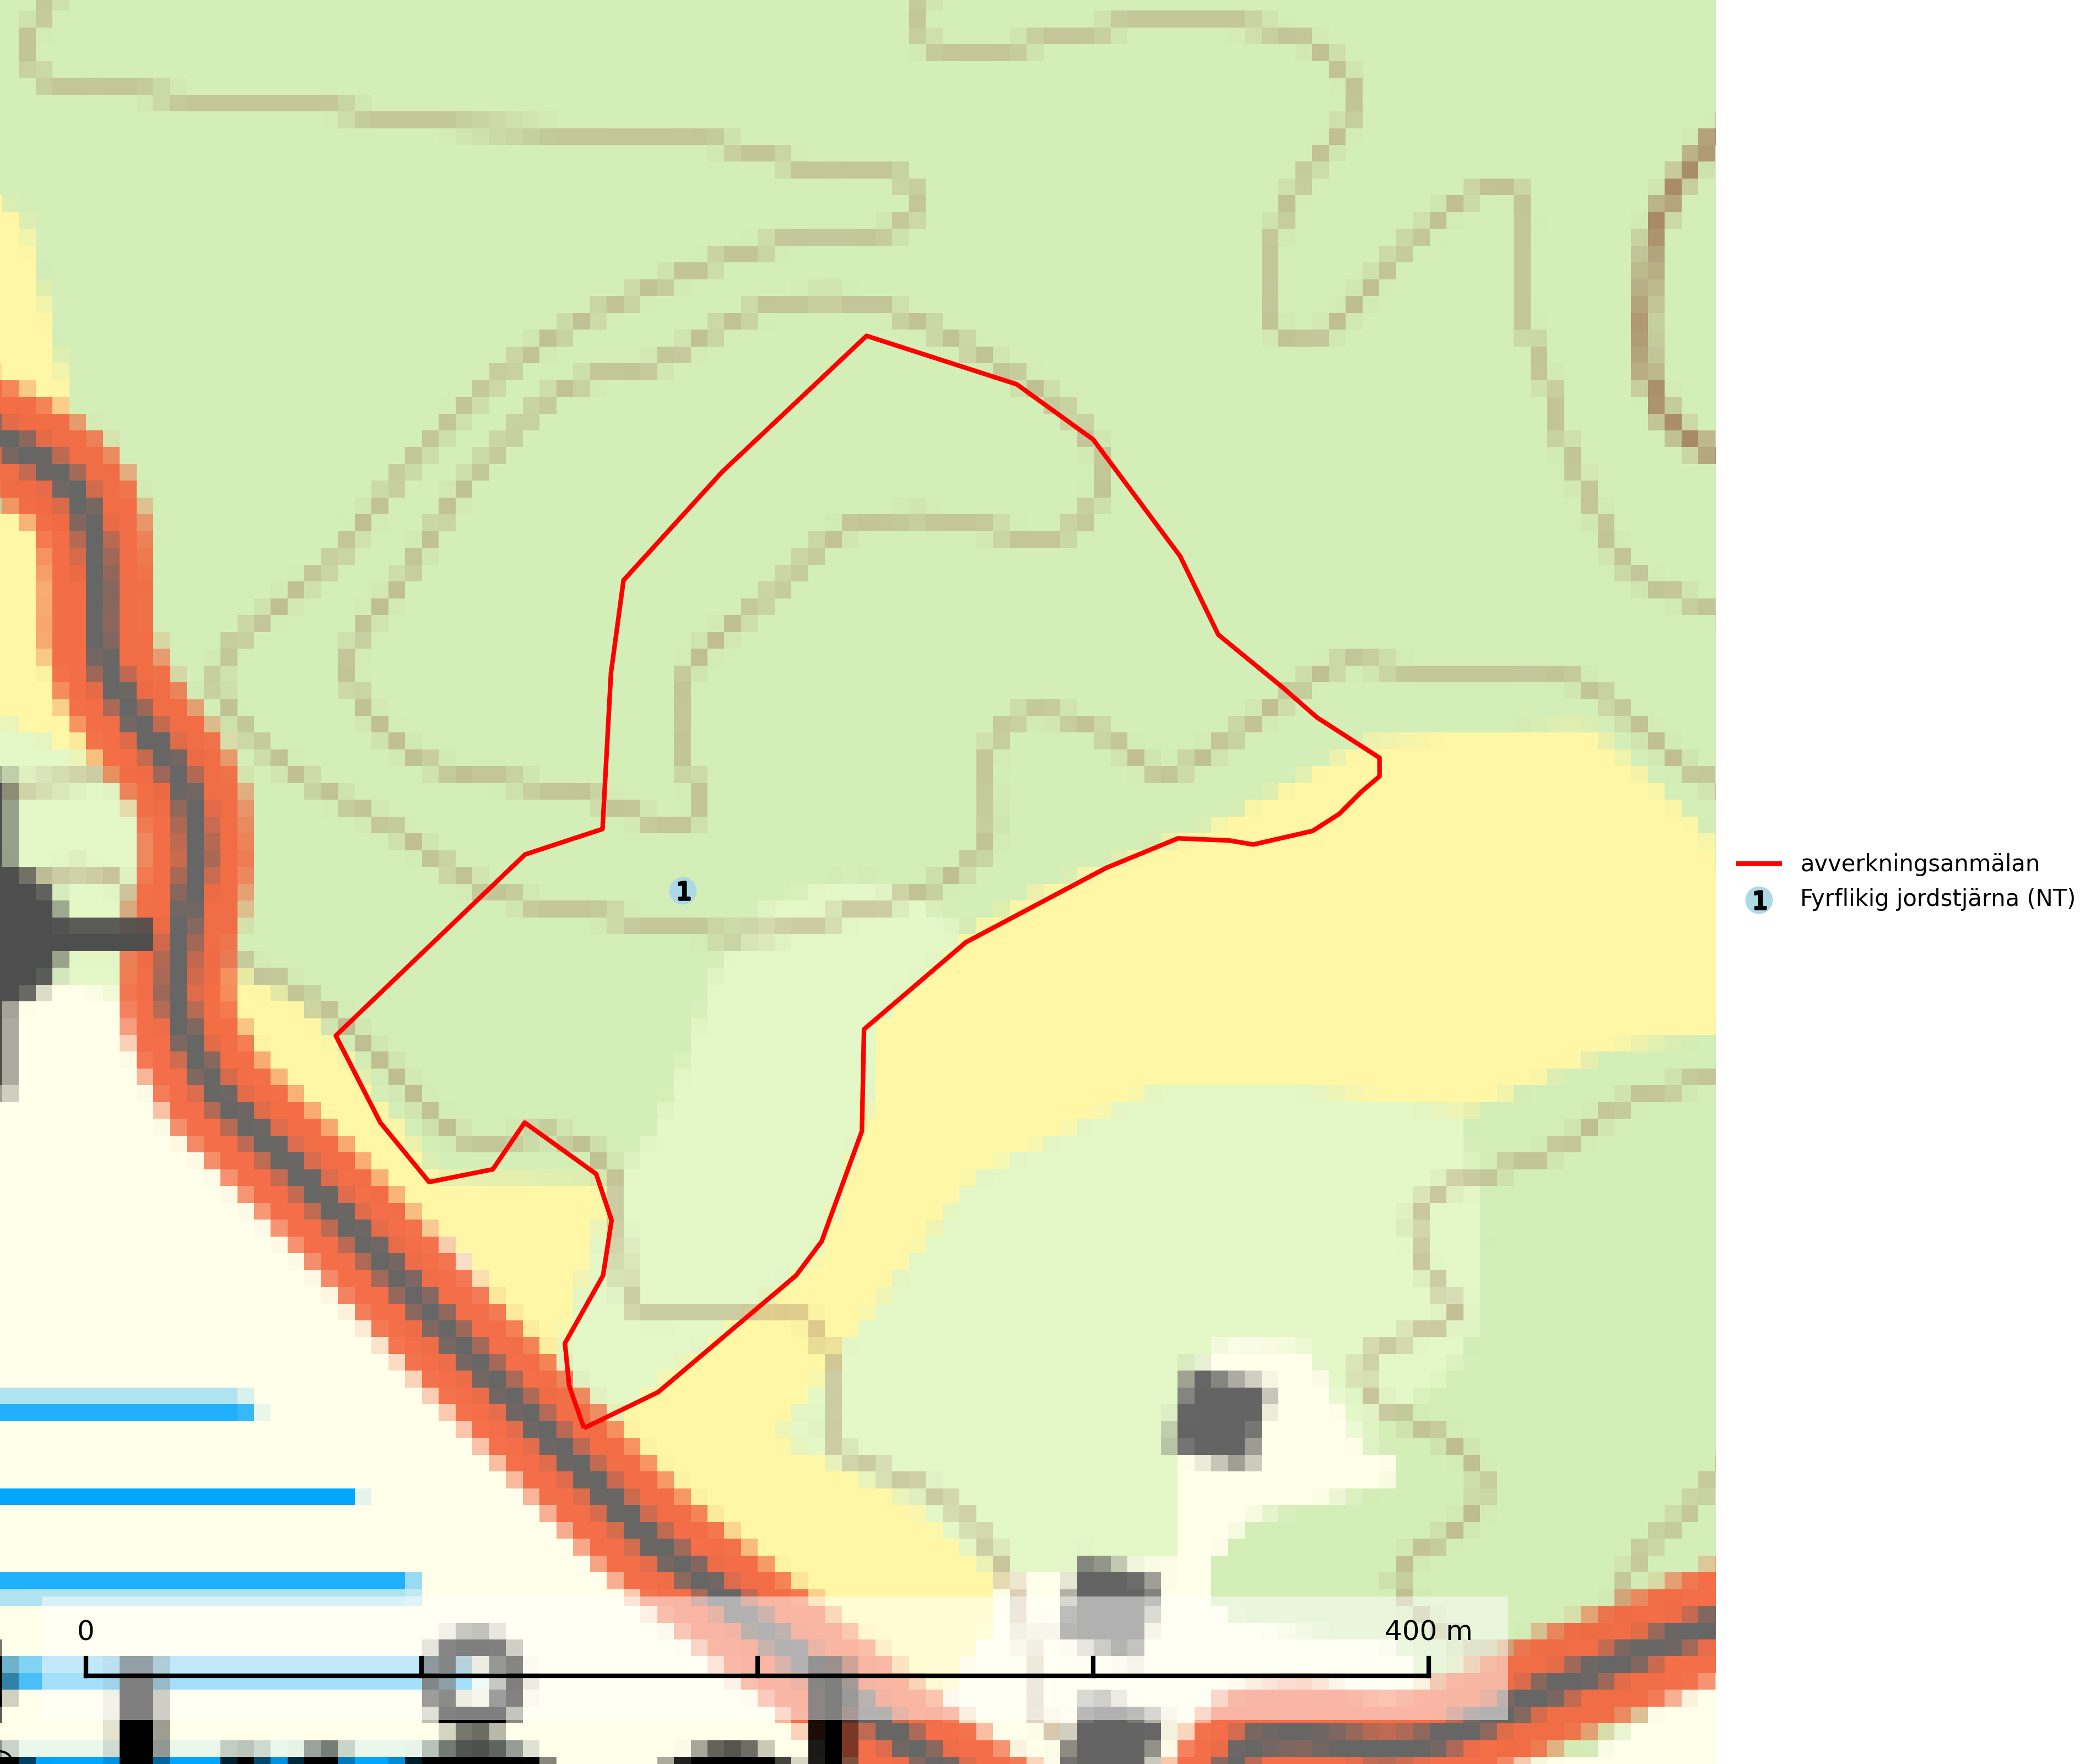 1
avverkningsanmälan
1 Fyrflikig jordstjärna (NT)
0 400 m